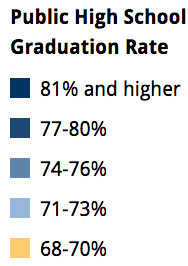 Public High School
Graduation Rate
81% and higher
77-80%
74-76%
71-73%
68-70%